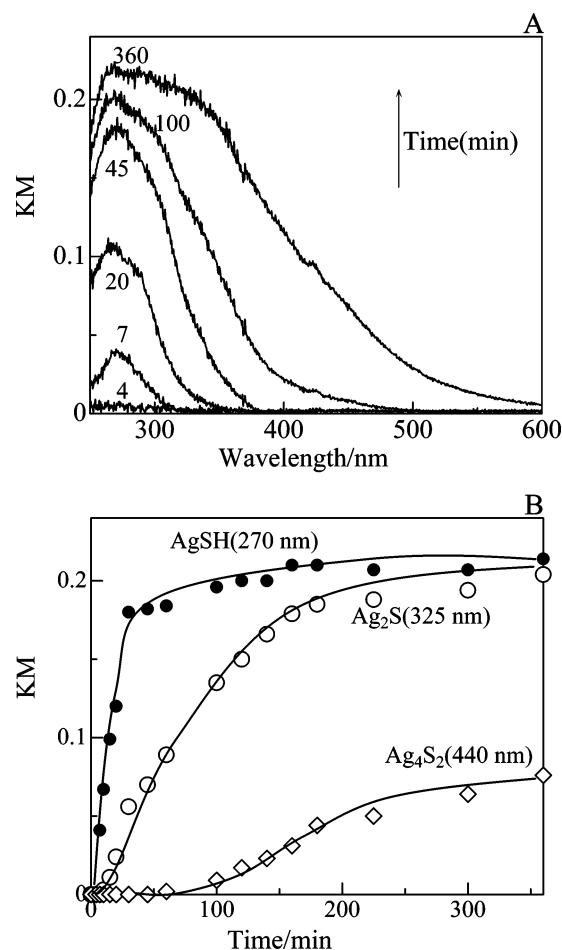 A
360
0.2
100
Time(min)
45
KM
0.1
20
7
4
0
300
400
500
600
Wavelength/nm
B
AgSH(270 nm)
0.2
Ag₂S(325 nm)
KM
0.1
Ag₄S₂(440 nm)
0
0
100
200
300
Time/min